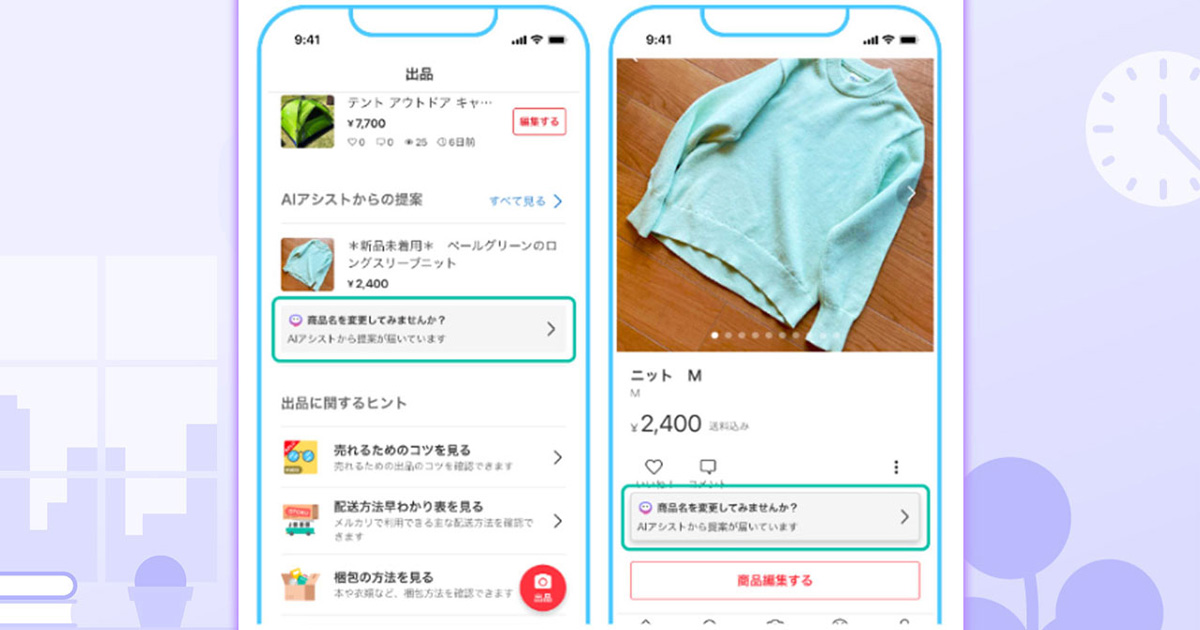 9:41
出品
テント アウトドア キャ…
¥7,700
0 0 25 6日前
編集する
AIアシストからの提案
すべて見る
＊新品未着用＊　ペールグリーンのロ
ングスリーブニット
¥2,400
商品名を変更してみませんか？
AIアシストから提案が届いています
出品に関するヒント
売れるためのコツを見る
売れるための出品のコツを確認できます
配送方法早わかり表を見る
メルカリで利用できる主な配送方法を確認で
きます
梱包の方法を見る
本や衣類など、梱包方法を確認できます
出品
9:41
ニット　M
M
¥2,400 送料込み
いいね！ コメント
商品名を変更してみませんか？
AIアシストから提案が届いています
商品編集する